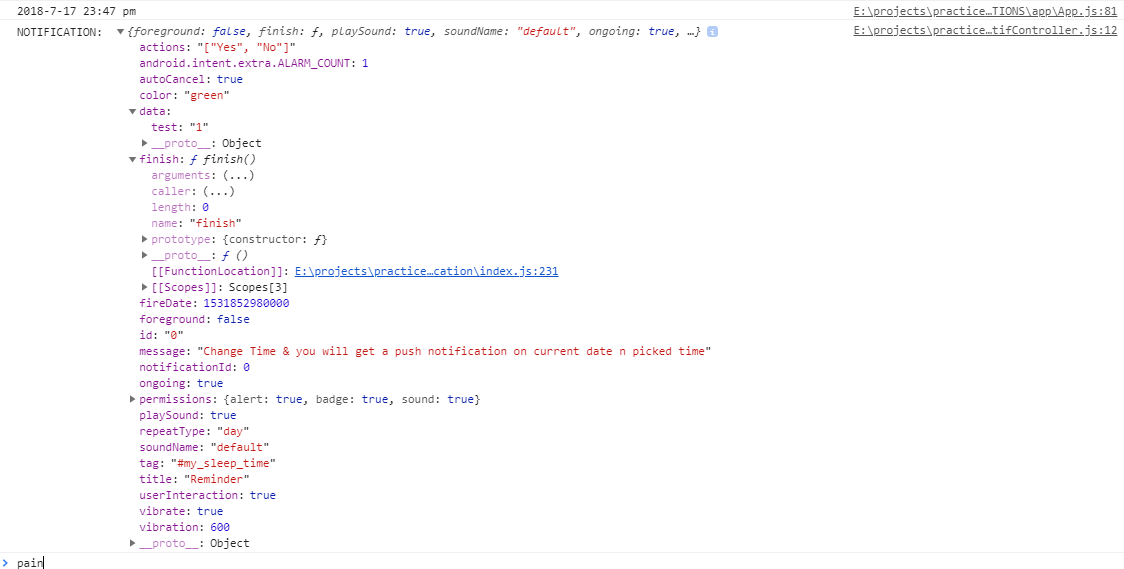 2018-7-17 23:47 pm E:\projects\practice…TIONS\app\App.js:81
NOTIFICATION: ▼{foreground: false, finish: ƒ, playSound: true, soundName: "default", ongoing: true, …} i E:\projects\practice…tifController.js:12
actions: "["Yes", "No"]"
android.intent.extra.ALARM_COUNT: 1
autoCancel: true
color: "green"
▼data:
test: "1"
▶__proto__: Object
▼finish: ƒ finish()
arguments: (...)
caller: (...)
length: 0
name: "finish"
▶prototype: {constructor: ƒ}
▶__proto__: ƒ ()
[[FunctionLocation]]: E:\projects\practice…cation\index.js:231
▶[[Scopes]]: Scopes[3]
fireDate: 1531852980000
foreground: false
id: "0"
message: "Change Time & you will get a push notification on current date n picked time"
notificationId: 0
ongoing: true
▶permissions: {alert: true, badge: true, sound: true}
playSound: true
repeatType: "day"
soundName: "default"
tag: "#my_sleep_time"
title: "Reminder"
userInteraction: true
vibrate: true
vibration: 600
▶__proto__: Object
> pain